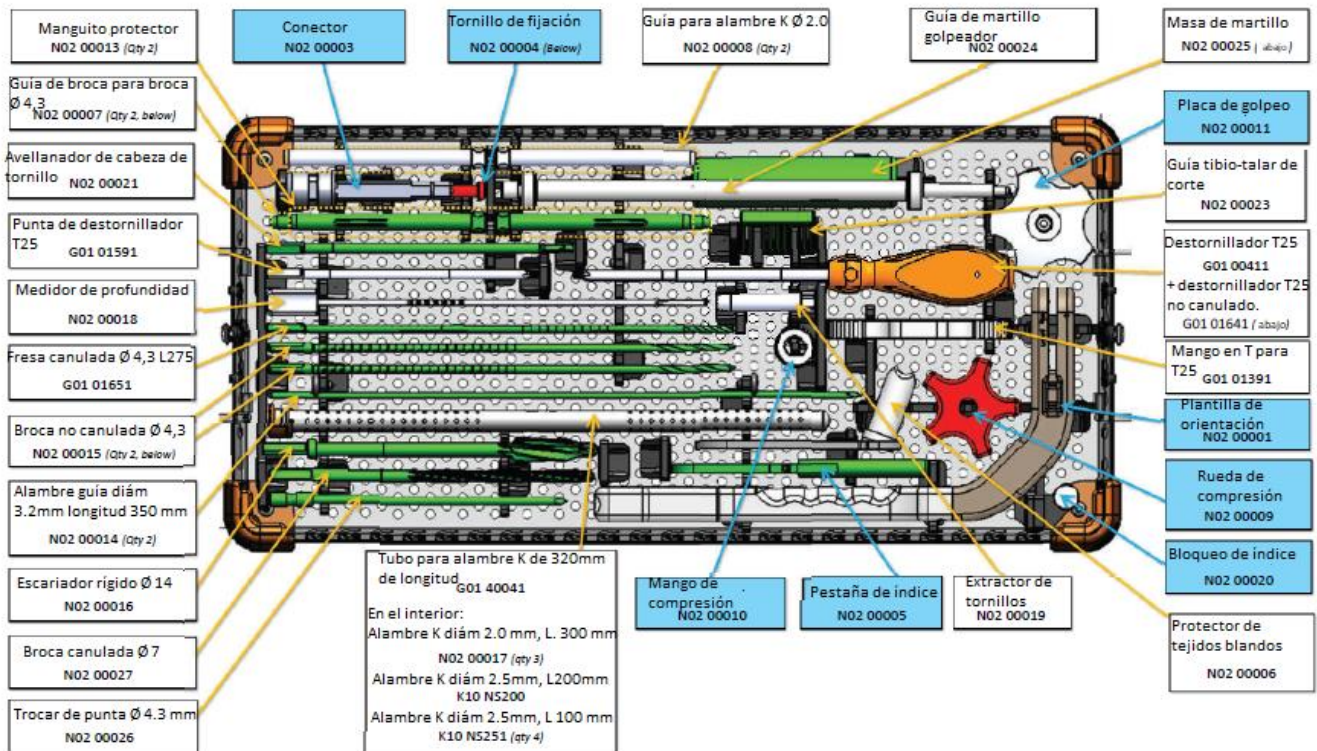 Manguito protector
N02 00013 (Qty 2)
Conector
N02 00003
Tornillo de fijación
N02 00004 (Below)
Guía para alambre K Ø 2.0
N02 00008 (Qty 2)
Guía de martillo
golpeador
N02 00024
Masa de martillo
N02 00025 ( abajo)
Guía de broca para broca
Ø 4,3
N02 00007 (Qty 2, below)
Avellanador de cabeza de
tornillo
N02 00021
Punta de destornillador
T25
G01 01591
Medidor de profundidad
N02 00018
Fresa canulada Ø 4,3 L275
G01 01651
Broca no canulada Ø 4,3
N02 00015 (Qty 2, below)
Alambre guía diám
3.2mm longitud 350 mm
N02 00014 (Qty 2)
Escariador rígido Ø 14
N02 00016
Broca canulada Ø 7
N02 00027
Trocar de punta Ø 4.3 mm
N02 00026
Tubo para alambre K de 320mm
de longitud
G01 40041
En el interior:
Alambre K diám 2.0 mm, L. 300 mm
N02 00017 (qty 3)
Alambre K diám 2.5mm, L200mm
K10 NS200
Alambre K diám 2.5mm, L 100 mm
K10 NS251 (qty 4)
Mango de
compresión
N02 00010
Pestaña de índice
N02 00005
Extractor de
tornillos
N02 00019
Placa de golpeo
N02 00011
Guía tibio-talar de
corte
N02 00023
Destornillador T25
G01 00411
+ destornillador T25
no canulado.
G01 01641 ( abajo)
Mango en T para
T25
G01 01391
Plantilla de
orientación
N02 00001
Rueda de
compresión
N02 00009
Bloqueo de índice
N02 00020
Protector de
tejidos blandos
N02 00006